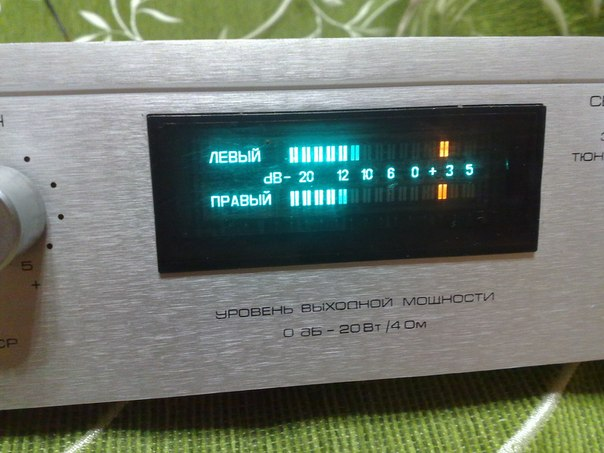 ЛЕВЫЙ
dB- 20 12 10 6 0 + 3 5
ПРАВЫЙ
5
+
УРОВЕНЬ ВЫХОДНОЙ МОЩНОСТИ
0 дБ - 20 Вт / 4 Ом